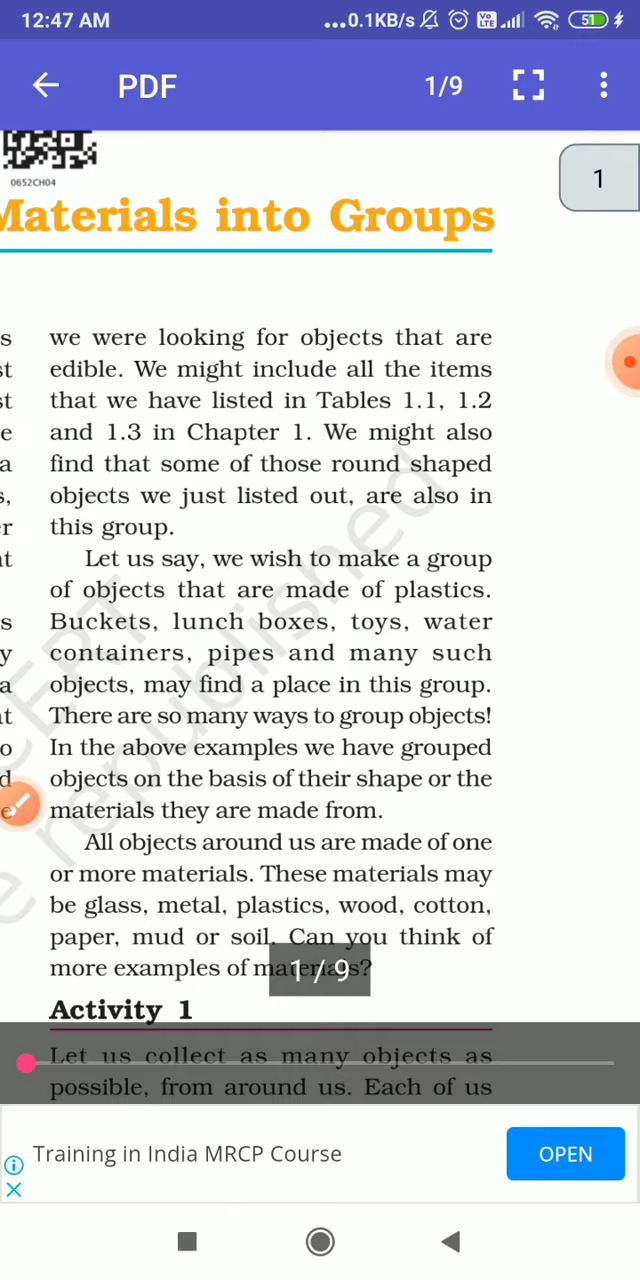 12:47 AM
...0.1KB/s
Vo LTE
51
PDF
1/9
0652CH04
1
Materials into Groups
s
we were looking for objects that are
st
edible. We might include all the items
st
that we have listed in Tables 1.1, 1.2
e
and 1.3 in Chapter 1. We might also
a
find that some of those round shaped
s,
objects we just listed out, are also in
er
this group.
nt
Let us say, we wish to make a group
of objects that are made of plastics.
s
Buckets, lunch boxes, toys, water
y
containers, pipes and many such
a
objects, may find a place in this group.
at
There are so many ways to group objects!
o
In the above examples we have grouped
d
objects on the basis of their shape or the
e
materials they are made from.
All objects around us are made of one
or more materials. These materials may
be glass, metal, plastics, wood, cotton,
paper, mud or soil. Can you think of
more examples of materials?
1 / 9
Activity 1
Let us collect as many objects as
possible, from around us. Each of us
republished
Training in India MRCP Course
OPEN